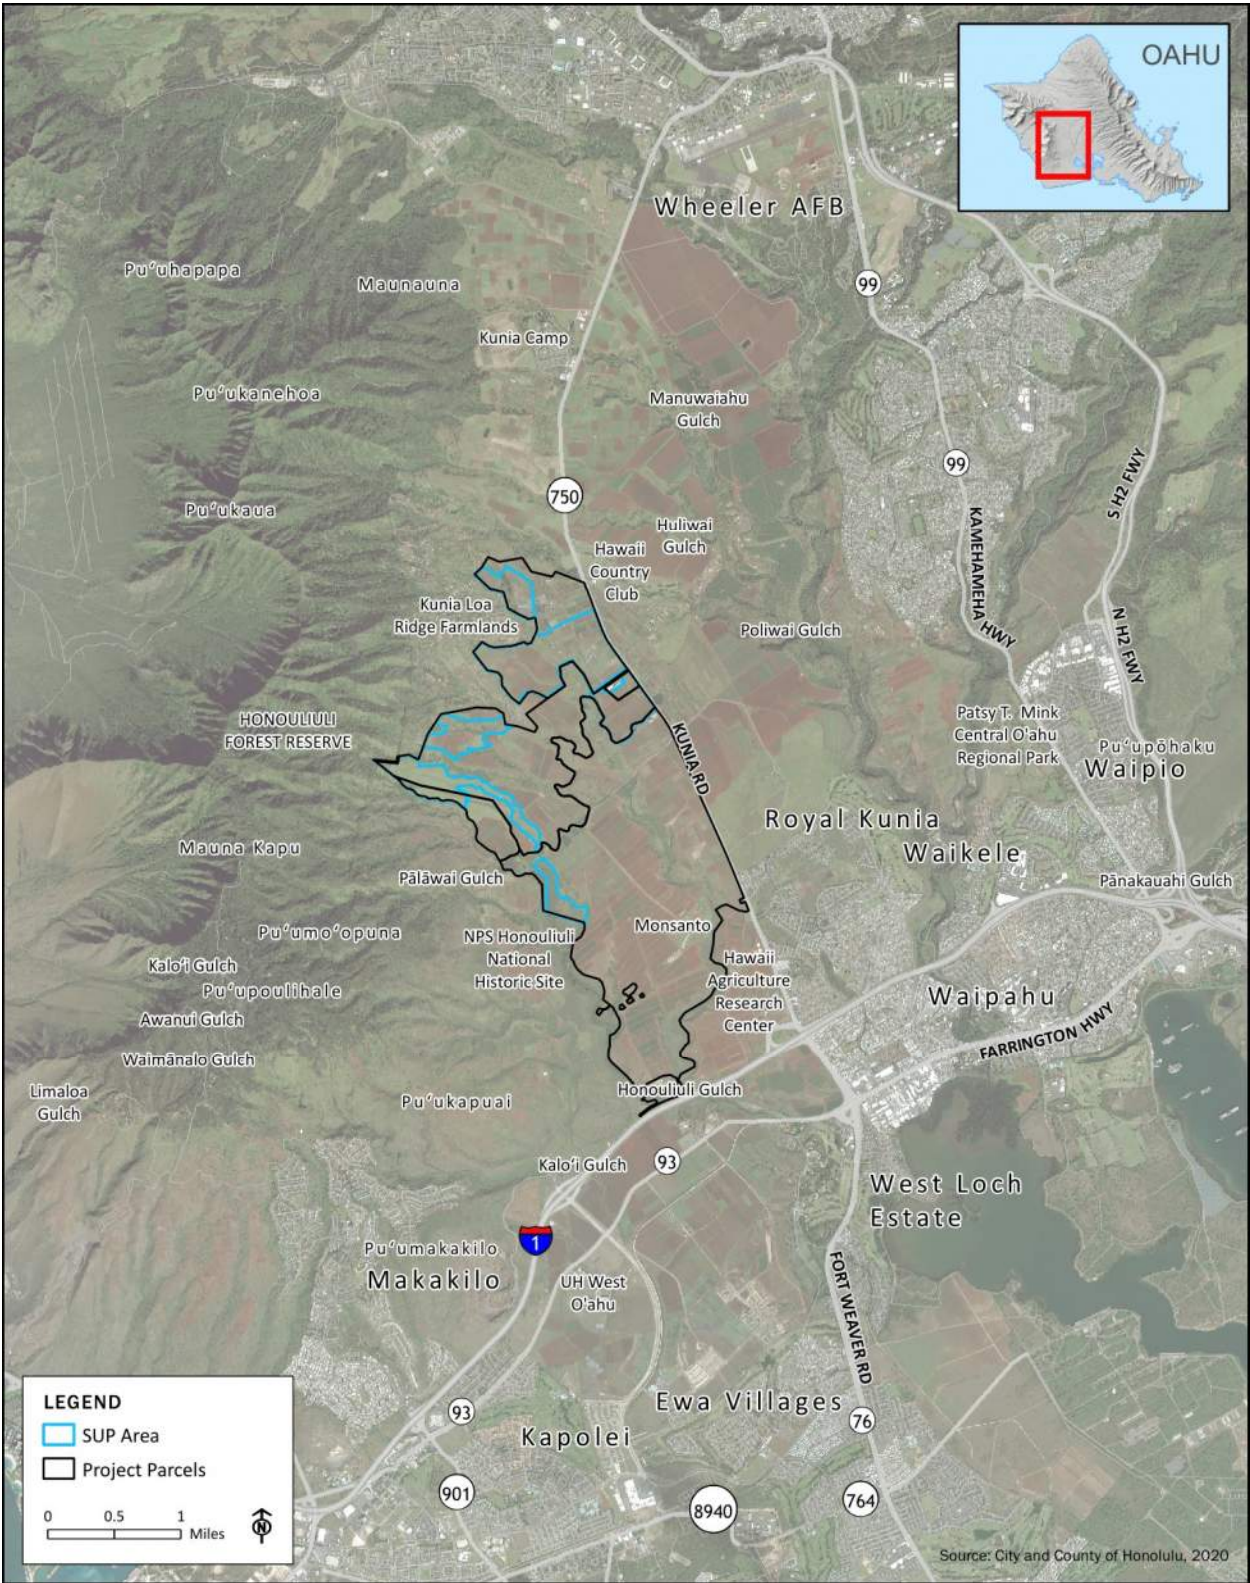 OAHU
Wheeler AFB
Pu'uhapapa
Maunauna
99
Kunia Camp
Pu'ukanehoa
Manuwaiahu
Gulch
99
S H2 FWY
750
Pu'ukaua
KAMEHAMEHA HWY
Huliwai
Gulch
Hawaii
Country
Club
Kunia Loa
Ridge Farmlands
Poliwai Gulch
N H2 FWY
HONOULIULI
FOREST RESERVE
KUNIA RD
Patsy T. Mink
Central O'ahu
Regional Park
Pu'upōhaku
Waipio
Royal Kunia
Waikele
Mauna Kapu
Pālāwai Gulch
Pānakauahi Gulch
Pu'umo'opuna
Monsanto
NPS Honouliuli
National
Historic Site
Kalo'i Gulch
Pu'upoulihale
Hawaii
Agriculture
Research
Center
Waipahu
Awanui Gulch
FARRINGTON HWY
Waimānalo Gulch
Limaloa
Gulch
Pu'ukapuai
Honouliuli Gulch
Kalo'i Gulch
93
West Loch
Estate
1
Pu'umakakilo
Makakilo
UH West
O'ahu
FORT WEAVER RD
Ewa Villages
93
76
Kapolei
901
8940
764
LEGEND
SUP Area
Project Parcels
0 0.5 1
Miles
N
Source: City and County of Honolulu, 2020